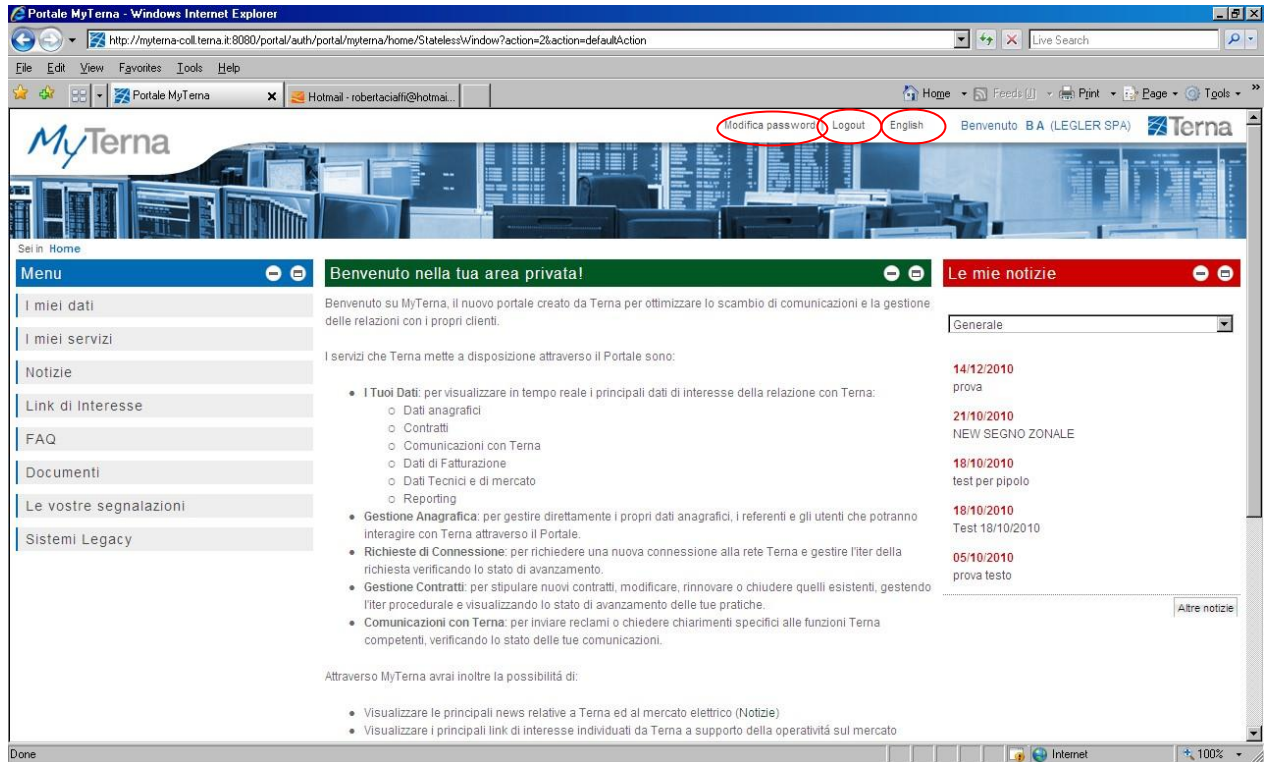 Portale MyTerna - Windows Internet Explorer
http://myterna-coll.terna.it:8080/portal/auth/portal/myterna/home/StatelessWindow?action=2&action=defaultAction
Live Search
File Edit View Favorites Tools Help
Portale MyTerna
Hotmail - robertaciaffi@hotmai...
Home Feeds (J) Print Page Tools »
MyTerna
Modifica password | Logout English Benvenuto B A (LEGLER SPA) Terna
Sei in Home
Menu
I miei dati
I miei servizi
Notizie
Link di Interesse
FAQ
Documenti
Le vostre segnalazioni
Sistemi Legacy
Benvenuto nella tua area privata!
Benvenuto su MyTerna, il nuovo portale creato da Terna per ottimizzare lo scambio di comunicazioni e la gestione
delle relazioni con i propri clienti.
I servizi che Terna mette a disposizione attraverso il Portale sono:
• I Tuoi Dati: per visualizzare in tempo reale i principali dati di interesse della relazione con Terna:
○ Dati anagrafici
○ Contratti
○ Comunicazioni con Terna
○ Dati di Fatturazione
○ Dati Tecnici e di mercato
○ Reporting
• Gestione Anagrafica: per gestire direttamente i propri dati anagrafici, i referenti e gli utenti che potranno
interagire con Terna attraverso il Portale.
• Richieste di Connessione: per richiedere una nuova connessione alla rete Terna e gestire l'iter della
richiesta verificando lo stato di avanzamento.
• Gestione Contratti: per stipulare nuovi contratti, modificare, rinnovare o chiudere quelli esistenti, gestendo
l'iter procedurale e visualizzando lo stato di avanzamento delle tue pratiche.
• Comunicazioni con Terna: per inviare reclami o chiedere chiarimenti specifici alle funzioni Terna
competenti, verificando lo stato delle tue comunicazioni.
Attraverso MyTerna avrai inoltre la possibilitá di:
• Visualizzare le principali news relative a Terna ed al mercato elettrico (Notizie)
• Visualizzare i principali link di interesse individuati da Terna a supporto della operativitá sul mercato
Le mie notizie
Generale
14/12/2010
prova
21/10/2010
NEW SEGNO ZONALE
18/10/2010
test per pipolo
18/10/2010
Test 18/10/2010
05/10/2010
prova testo
Altre notizie
Done
Internet
100%